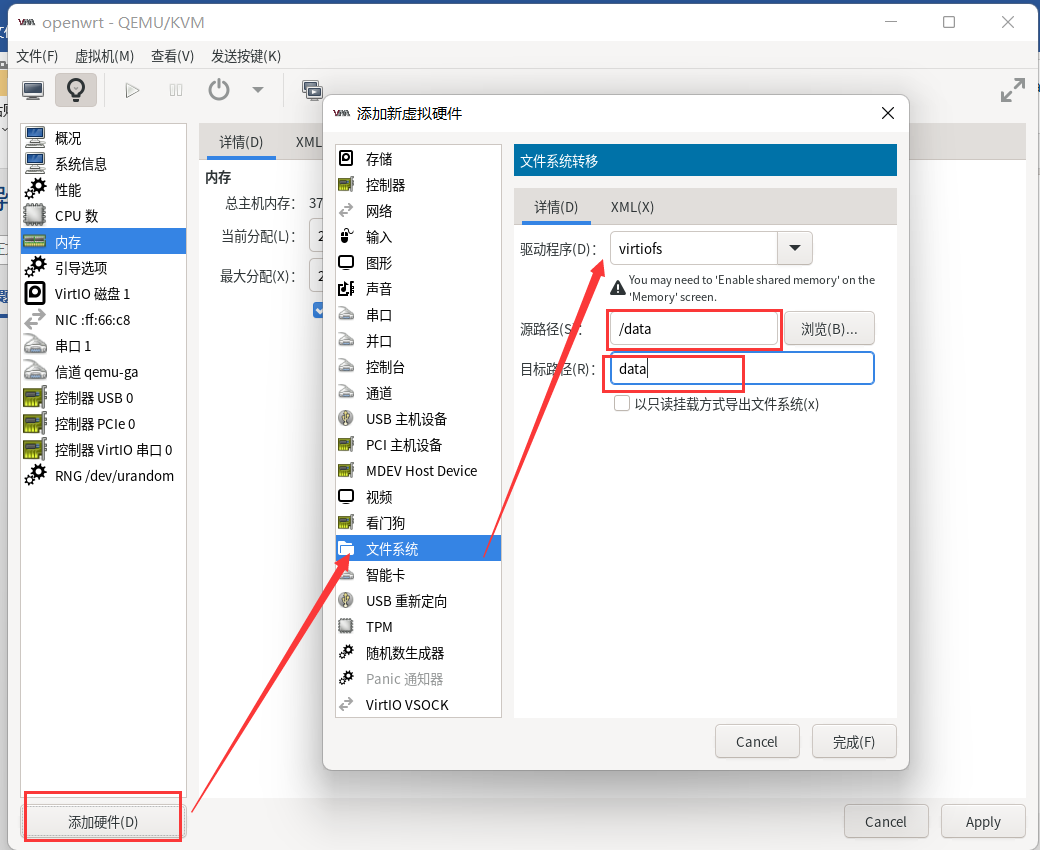 openwrt - QEMU/KVM
文件(F) 虚拟机(M) 查看(V) 发送按键(K)
概况
系统信息
性能
CPU 数
内存
引导选项
VirtIO 磁盘 1
NIC :ff:66:c8
串口 1
信道 qemu-ga
控制器 USB 0
控制器 PCIe 0
控制器 VirtIO 串口 0
RNG /dev/urandom
添加硬件(D)
详情(D) XML
内存
总主机内存: 37
当前分配(L): 2
最大分配(X): 2
添加新虚拟硬件
存储
控制器
网络
输入
图形
声音
串口
并口
控制台
通道
USB 主机设备
PCI 主机设备
MDEV Host Device
视频
看门狗
文件系统
智能卡
USB 重新定向
TPM
随机数生成器
Panic 通知器
VirtIO VSOCK
文件系统转移
详情(D) XML(X)
驱动程序(D): virtiofs
You may need to 'Enable shared memory' on the
'Memory' screen.
源路径(S): /data 浏览(B)...
目标路径(R): data
以只读挂载方式导出文件系统(x)
Cancel 完成(F)
Cancel Apply